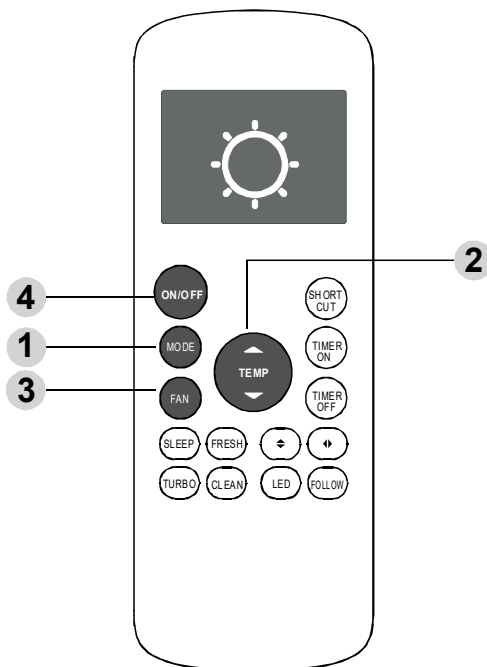 2
4
ON/OFF
SHORT
CUT
1
MODE
TIMER
ON
TEMP
3
FAN
TIMER
OFF
SLEEP FRESH
TURBO CLEAN LED FOLLOW